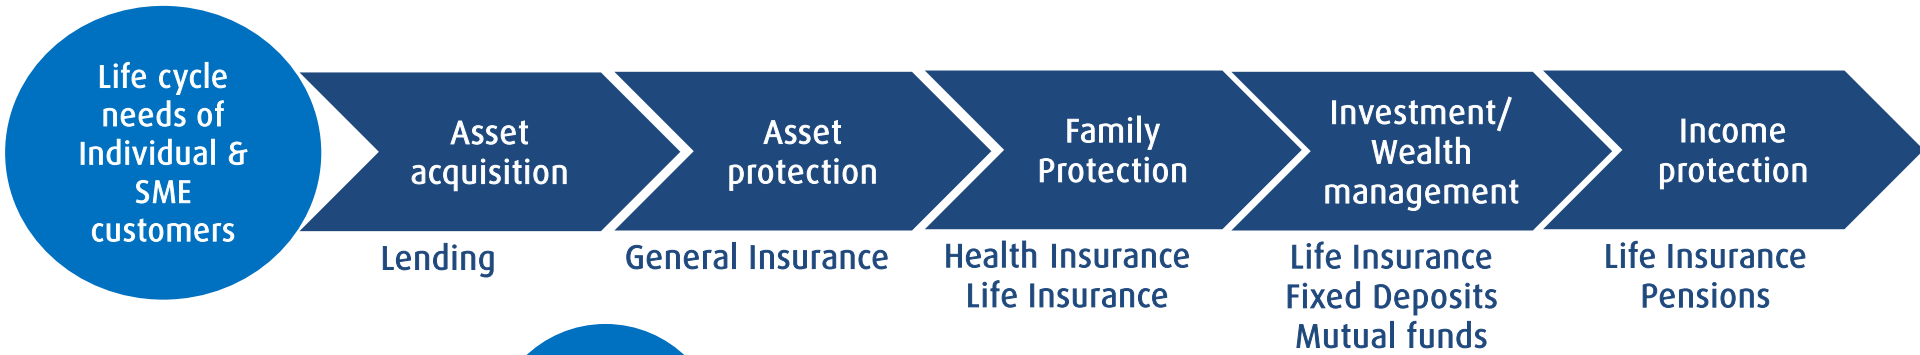 Life cycle
needs of
Individual &
SME
customers
Asset
acquisition
Lending
Asset
protection
General Insurance
Family
Protection
Health Insurance
Life Insurance
Investment/
Wealth
management
Life Insurance
Fixed Deposits
Mutual funds
Income
protection
Life Insurance
Pensions